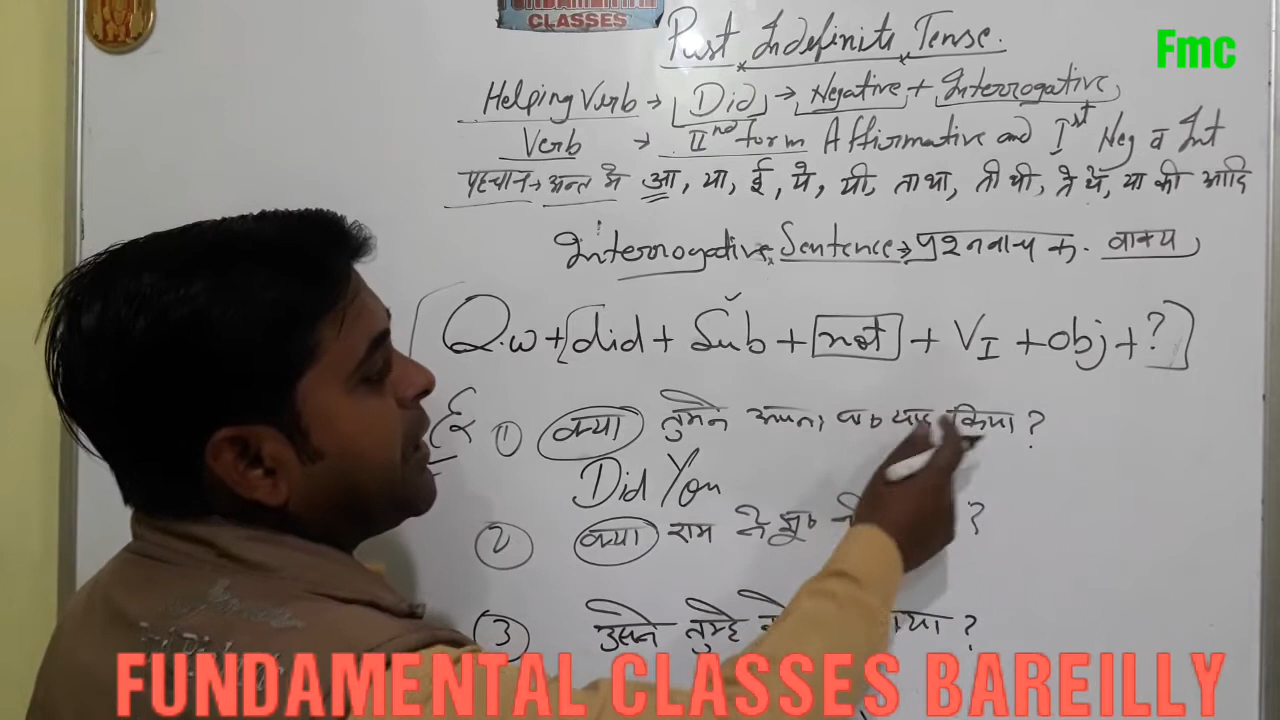 FUNDAMENTAL
CLASSES
Fmc
Past Indefinite Tense.
Helping Verb → Did → Negative + Interrogative
Verb → IInd form Affirmative and Ist Neg व Int
पहचान → अन्त में आ, या, ई, ये, यी, ता था, ती थी, ते थे, या की आदि
Interrogative Sentence → प्रश्नवाचक वाक्य
Q.w + did + Sub + not + VI + obj + ?
Ex ① क्या तुमने अपना पाठ याद किया ?
Did You
② क्या राम ने झूठ ?
③ उसने तुम्हे ?
FUNDAMENTAL CLASSES BAREILLY